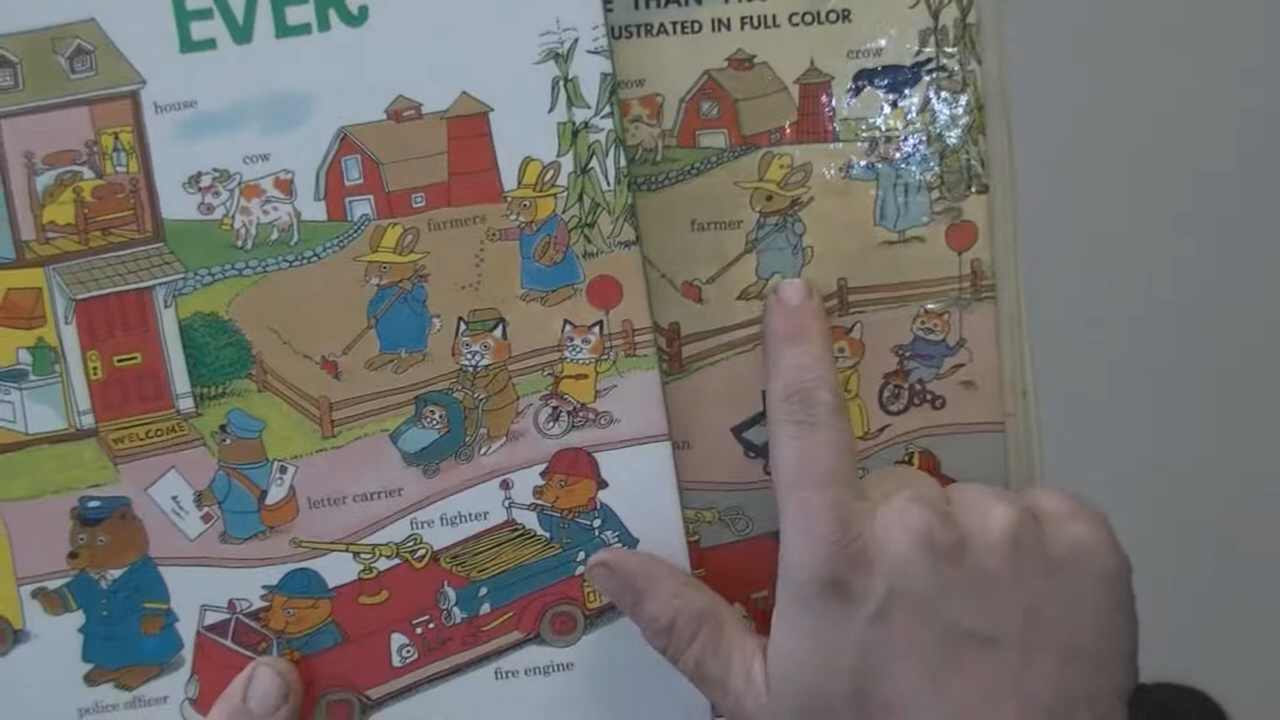 EVER
THAN
USTRATED IN FULL COLOR
house
cow
cow
crow
farmers
farmer
WELCOME
letter carrier
fire fighter
fire engine
police officer